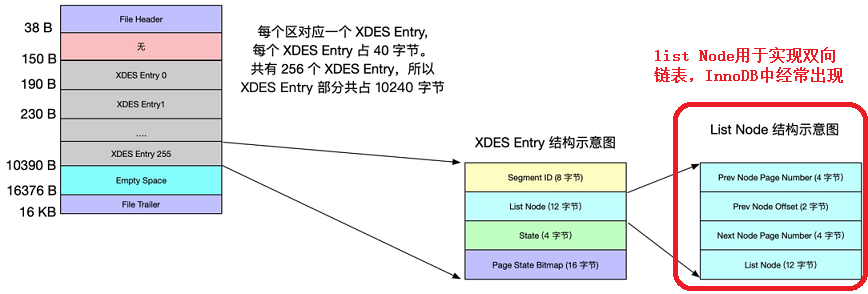 File Header
38 B
无
150 B
XDES Entry 0
190 B
XDES Entry1
230 B
....
XDES Entry 255
10390 B
Empty Space
16376 B
File Trailer
16 KB
每个区对应一个 XDES Entry,
每个 XDES Entry 占 40 字节。
共有 256 个 XDES Entry，所以
XDES Entry 部分共占 10240 字节
XDES Entry 结构示意图
Segment ID (8 字节)
List Node (12 字节)
State (4 字节)
Page State Bitmap (16 字节)
list Node用于实现双向
链表，InnoDB中经常出现
List Node 结构示意图
Prev Node Page Number (4 字节)
Prev Node Offset (2 字节)
Next Node Page Number (4 字节)
List Node (12 字节)